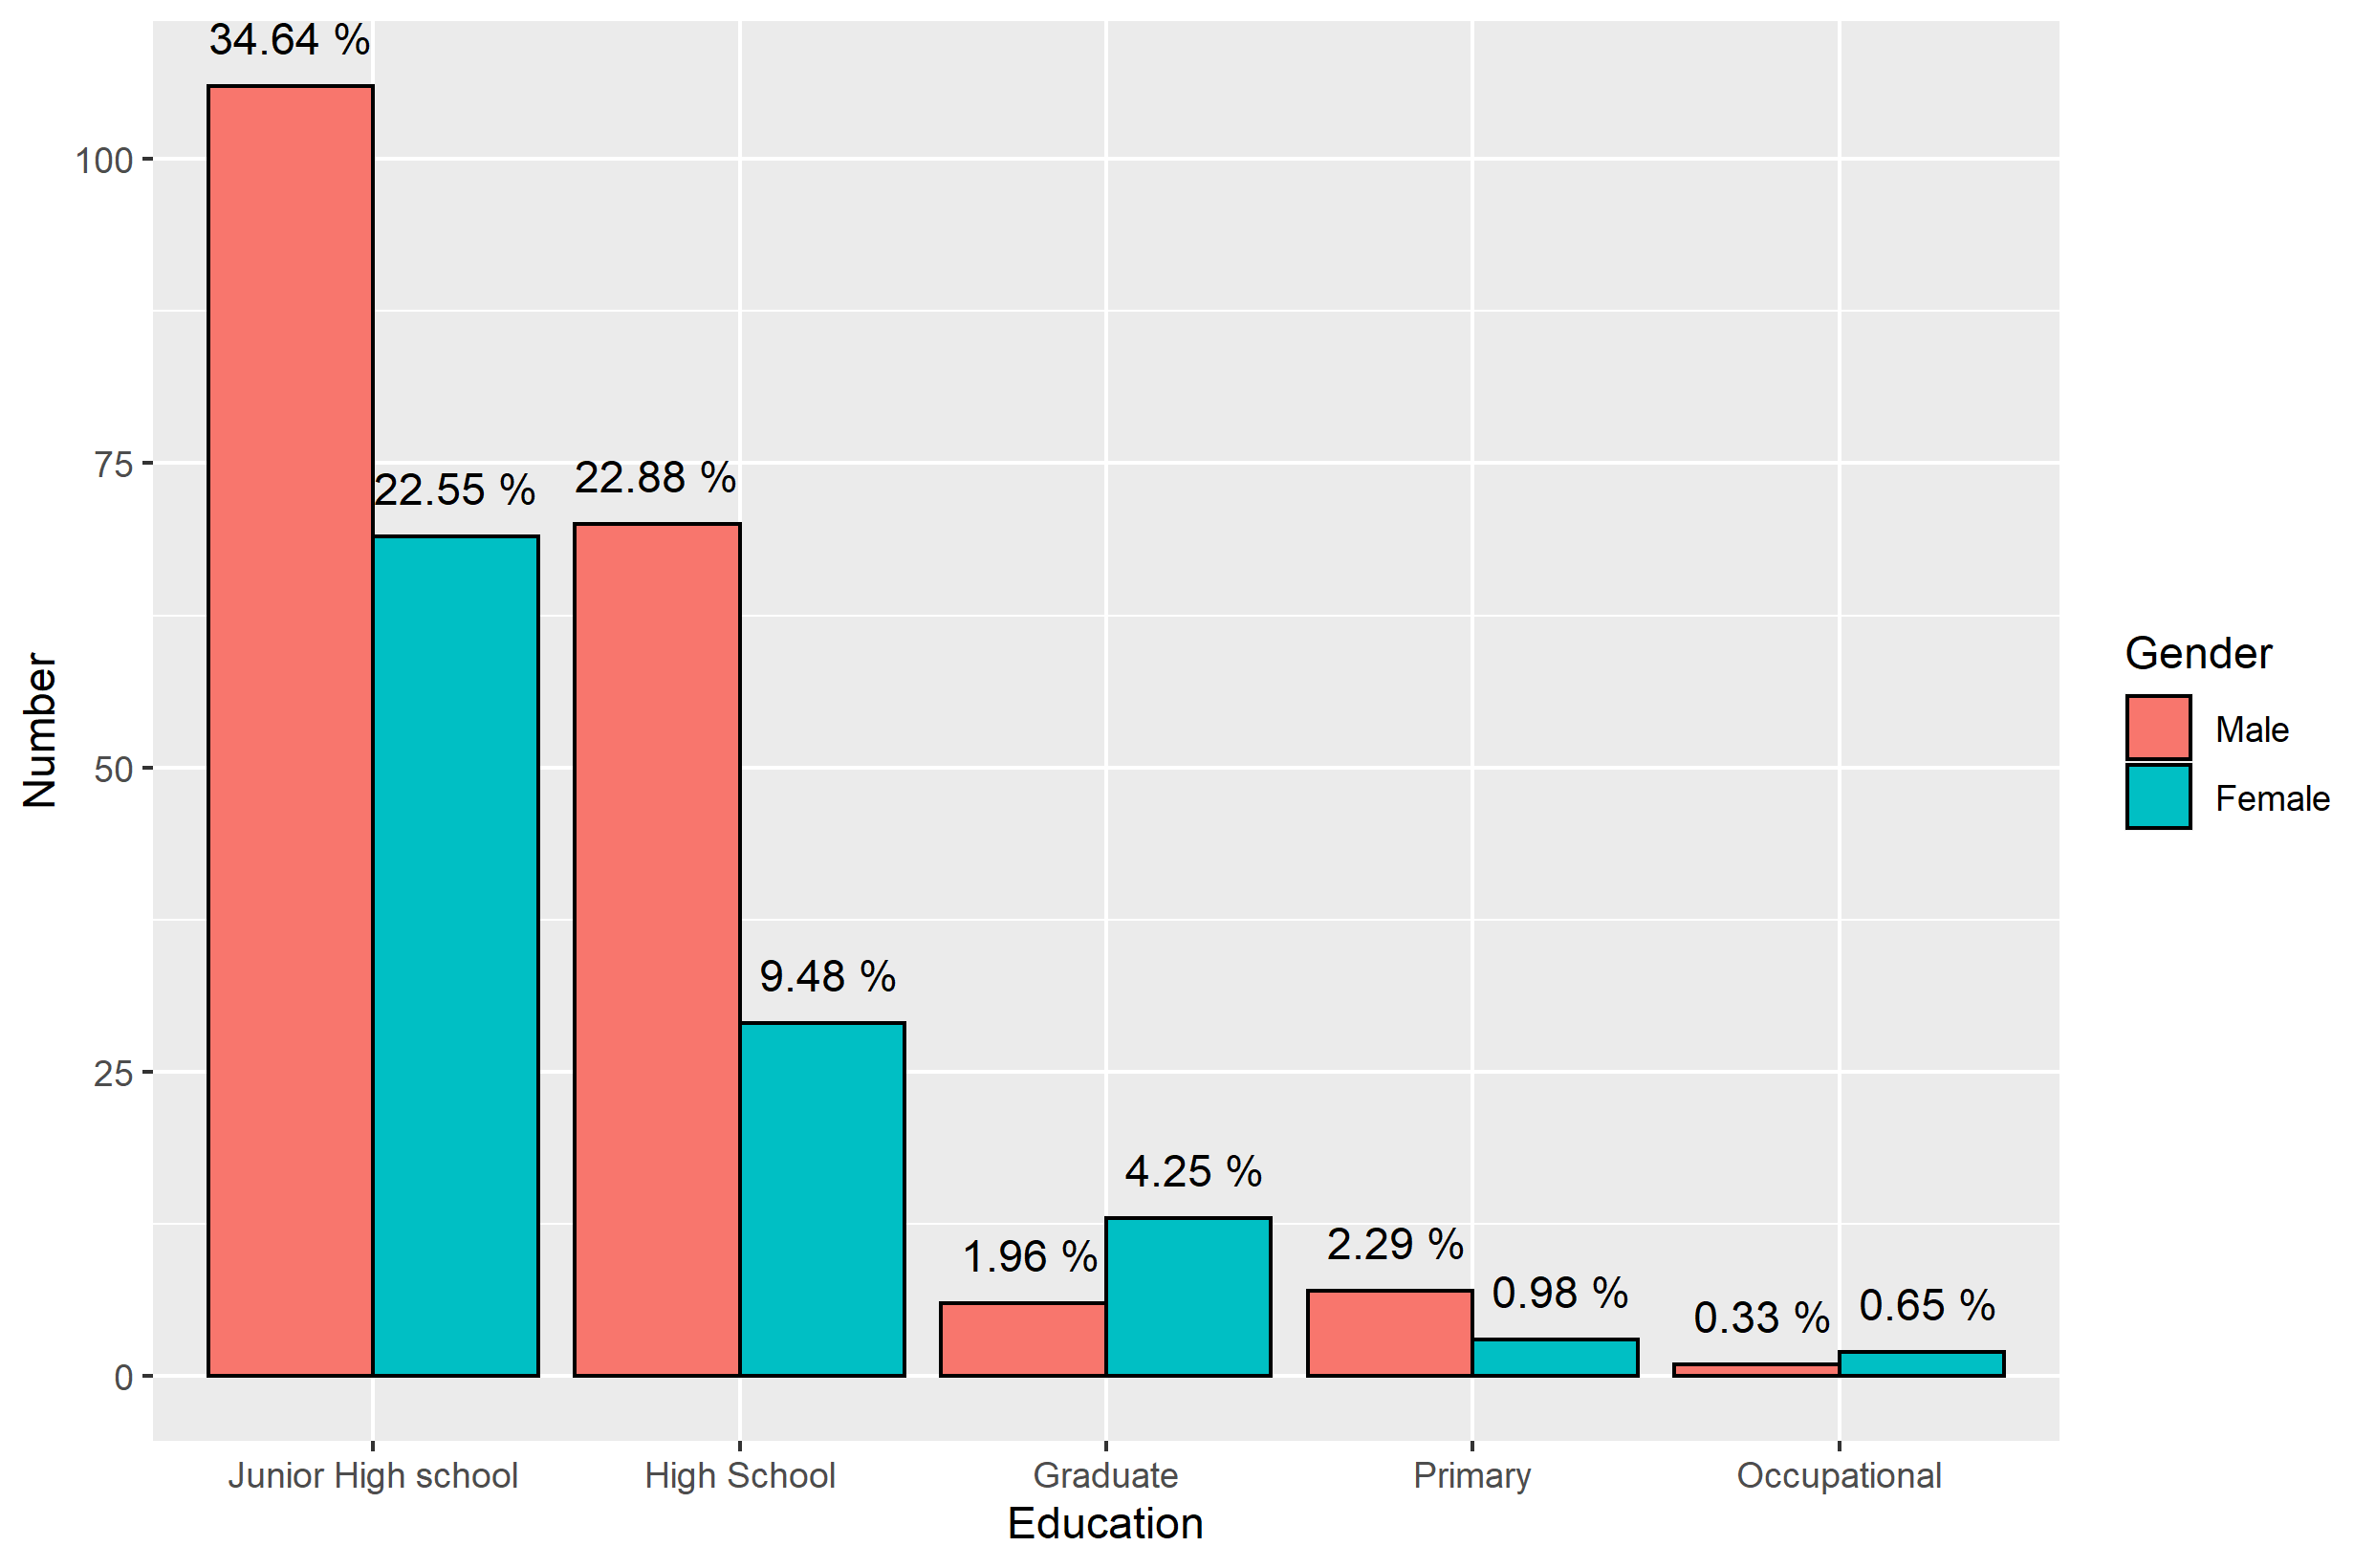 34.64 %
22.55 %
22.88 %
9.48 %
1.96 %
4.25 %
2.29 %
0.98 %
0.33 %
0.65 %
100
75
50
25
0
Number
Junior High school
High School
Graduate
Primary
Occupational
Education
Gender
Male
Female